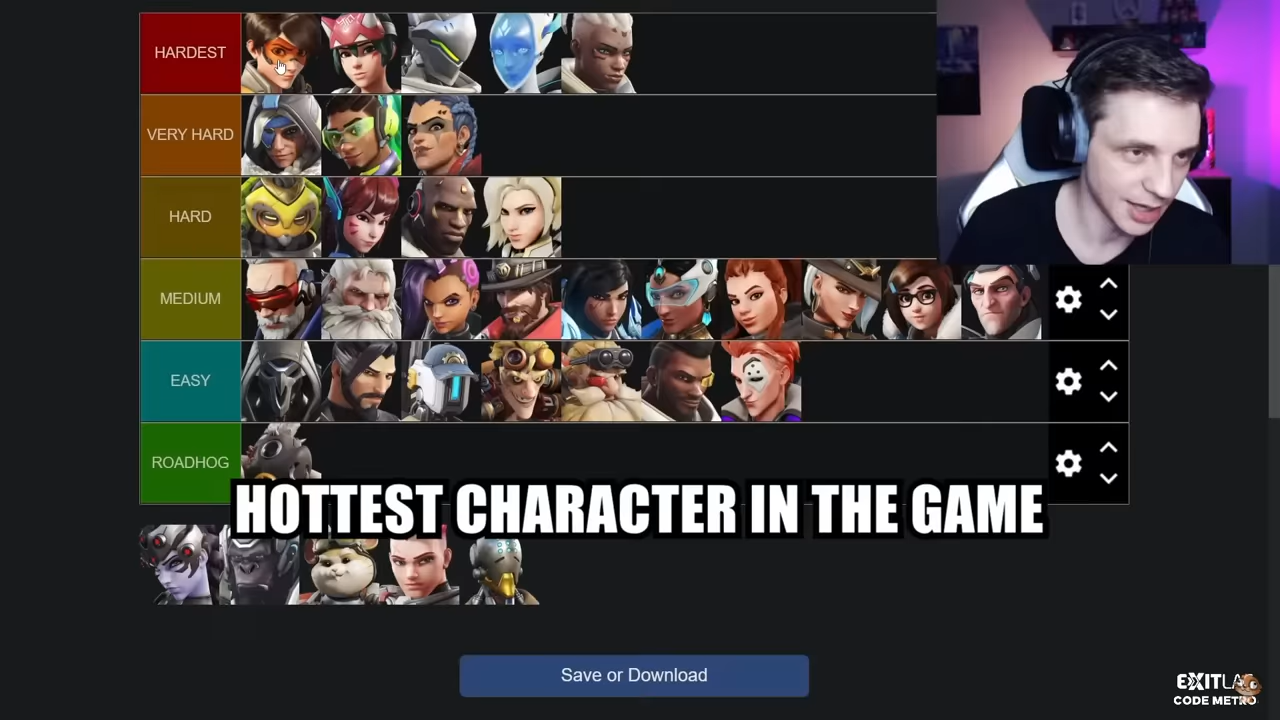 HARDEST
VERY HARD
HARD
MEDIUM
EASY
ROADHOG
HOTTEST CHARACTER IN THE GAME
Save or Download
EXITLAG
CODE METRO